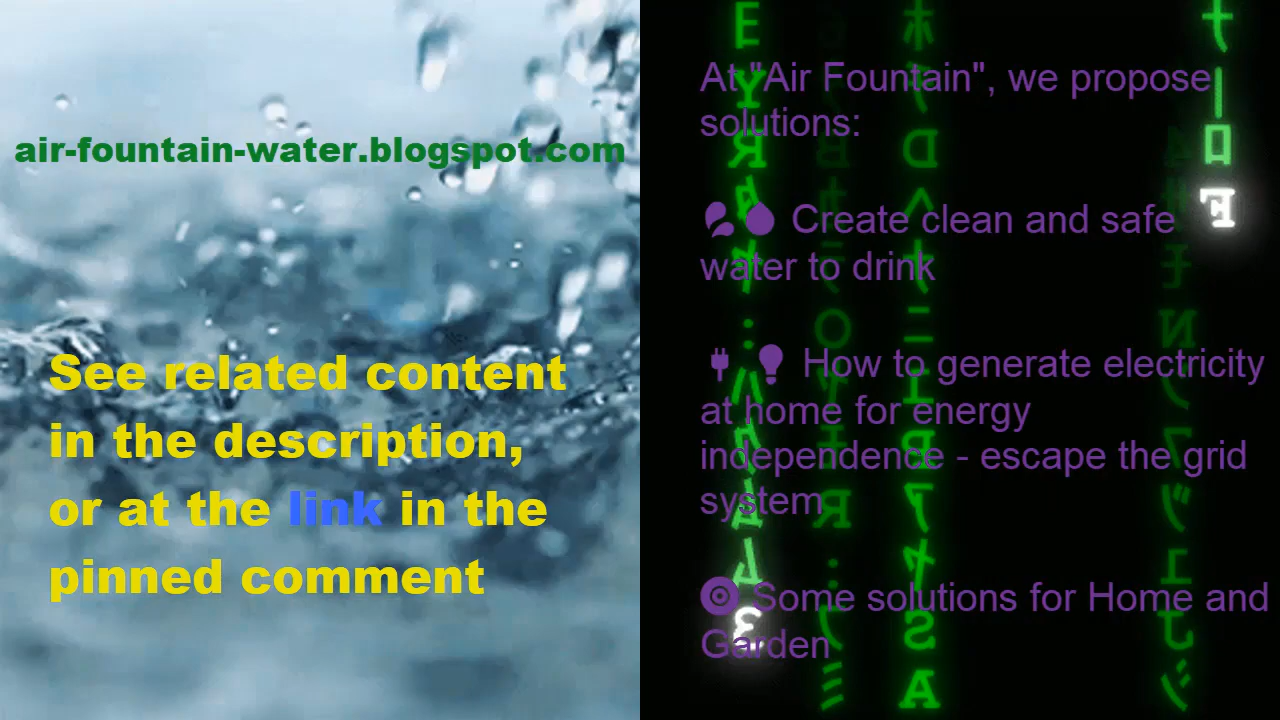 air-fountain-water.blogspot.com
See related content
in the description,
or at the link in the
pinned comment
At "Air Fountain", we propose
solutions:
Create clean and safe
water to drink
How to generate electricity
at home for energy
independence - escape the grid
system
Some solutions for Home and
Garden